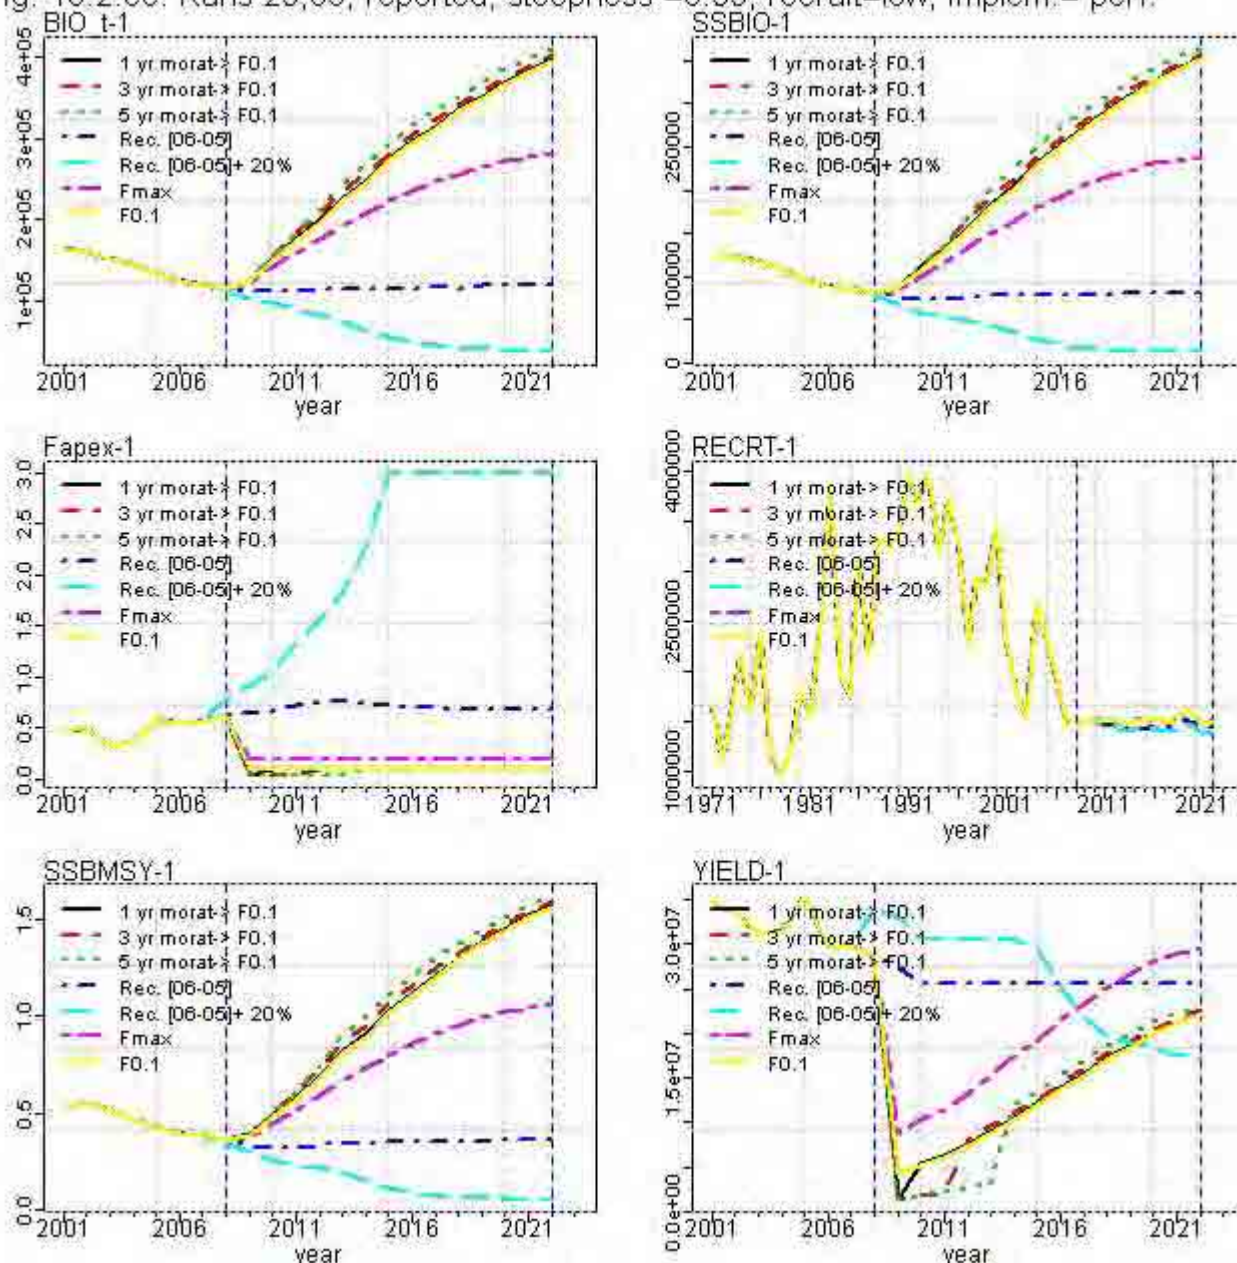 reported, steepness
BIO_t-1
4e+05
3e+05
2e+05
1e+05
1 yr morat-> F0.1
3 yr morat-> F0.1
5 yr morat-> F0.1
Rec. [06-05]
Rec. [06-05]+ 20%
Fmax
F0.1
2001 2006 2011 2016 2021
year
SSBIO-1
250000
100000
0
1 yr morat-> F0.1
3 yr morat-> F0.1
5 yr morat-> F0.1
Rec. [06-05]
Rec. [06-05]+ 20%
Fmax
F0.1
2001 2006 2011 2016 2021
year
Fapex-1
3.0
2.5
2.0
1.5
1.0
0.5
0.0
1 yr morat-> F0.1
3 yr morat-> F0.1
5 yr morat-> F0.1
Rec. [06-05]
Rec. [06-05]+ 20%
Fmax
F0.1
2001 2006 2011 2016 2021
year
RECRT-1
4000000
2500000
1000000
1 yr morat-> F0.1
3 yr morat-> F0.1
5 yr morat-> F0.1
Rec. [06-05]
Rec. [06-05]+ 20%
Fmax
F0.1
1971 1981 1991 2001 2011 2021
year
SSBMSY-1
1.5
1.0
0.5
0.0
1 yr morat-> F0.1
3 yr morat-> F0.1
5 yr morat-> F0.1
Rec. [06-05]
Rec. [06-05]+ 20%
Fmax
F0.1
2001 2006 2011 2016 2021
year
YIELD-1
3.0e+07
1.5e+07
0.0e+00
1 yr morat-> F0.1
3 yr morat-> F0.1
5 yr morat-> F0.1
Rec. [06-05]
Rec. [06-05]+ 20%
Fmax
F0.1
2001 2006 2011 2016 2021
year